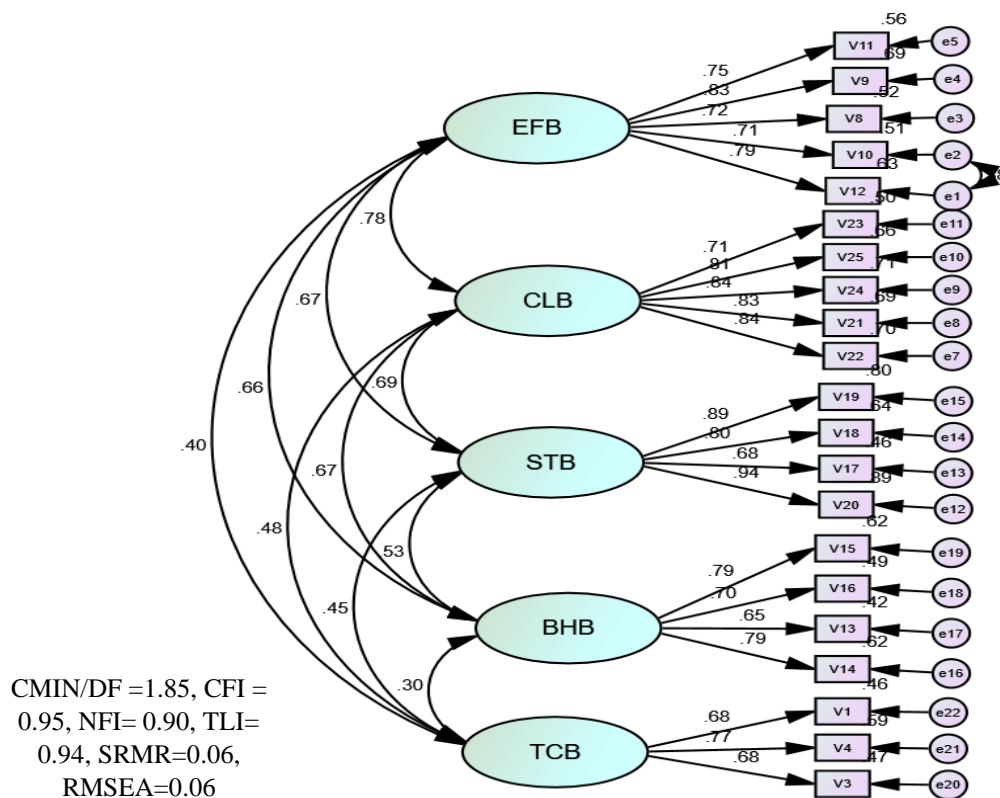 .56
V11
e5
.75
.69
V9
e4
.83
.52
V8
e3
.72
EFB
.51
V10
e2
.71
.63
V12
e1
.79
.50
V23
e11
.78
.71
.66
V25
e10
.81
.71
V24
e9
.84
CLB
.69
V21
e8
.83
.70
V22
e7
.84
.67
.80
V19
e15
.69
.89
.64
V18
e14
.80
.46
.66
V17
e13
.68
STB
.89
V20
e12
.94
.40
.67
.62
V15
e19
.48
.53
.79
.49
V16
e18
.70
.42
.45
V13
e17
.65
BHB
.62
V14
e16
.79
.46
.30
V1
e22
.68
.59
V4
e21
.77
TCB
.47
V3
e20
.68
CMIN/DF =1.85, CFI =
0.95, NFI= 0.90, TLI=
0.94, SRMR=0.06,
RMSEA=0.06